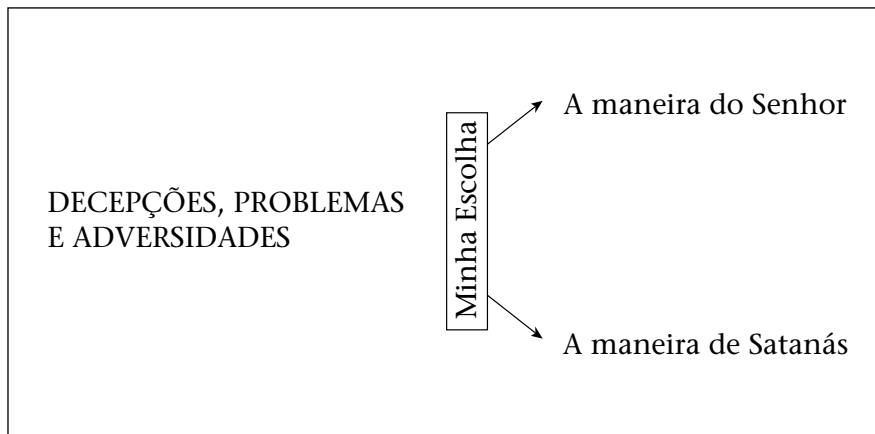 DECEPÇÕES, PROBLEMAS
E ADVERSIDADES
Minha Escolha
A maneira do Senhor
A maneira de Satanás